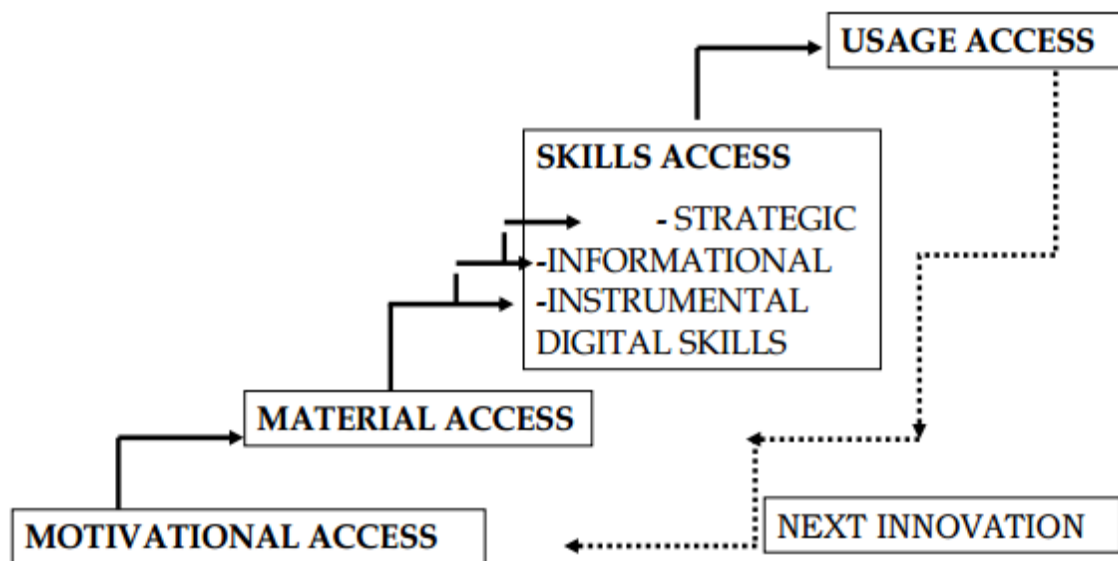 USAGE ACCESS
SKILLS ACCESS
- STRATEGIC
-INFORMATIONAL
-INSTRUMENTAL
DIGITAL SKILLS
MATERIAL ACCESS
MOTIVATIONAL ACCESS
NEXT INNOVATION